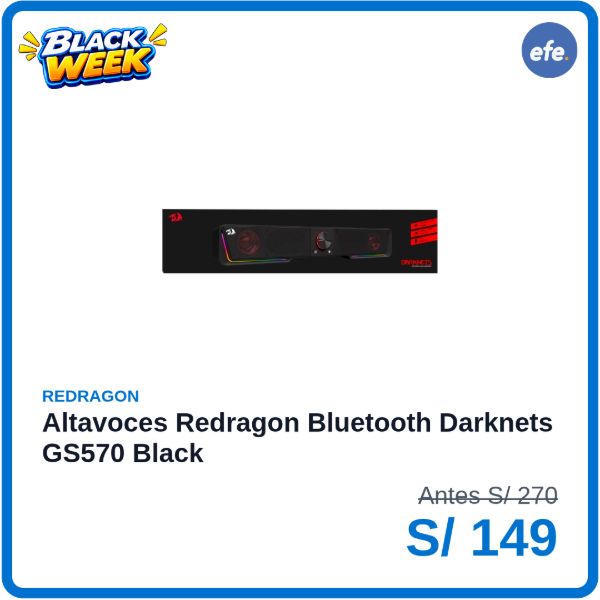 BLACK
WEEK
efe.
REDRAGON
Altavoces Redragon Bluetooth Darknets
GS570 Black
Antes S/ 270
S/ 149